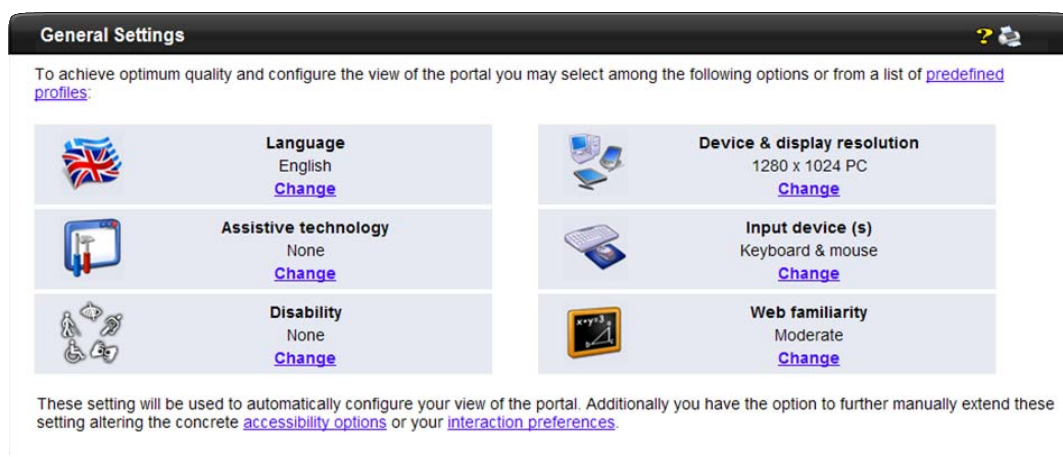 General Settings
To achieve optimum quality and configure the view of the portal you may select among the following options or from a list of predefined
profiles:
Language
English
Change
Device & display resolution
1280 x 1024 PC
Change
Assistive technology
None
Change
Input device (s)
Keyboard & mouse
Change
Disability
None
Change
x+y=3
Web familiarity
Moderate
Change
These setting will be used to automatically configure your view of the portal. Additionally you have the option to further manually extend these
setting altering the concrete accessibility options or your interaction preferences.